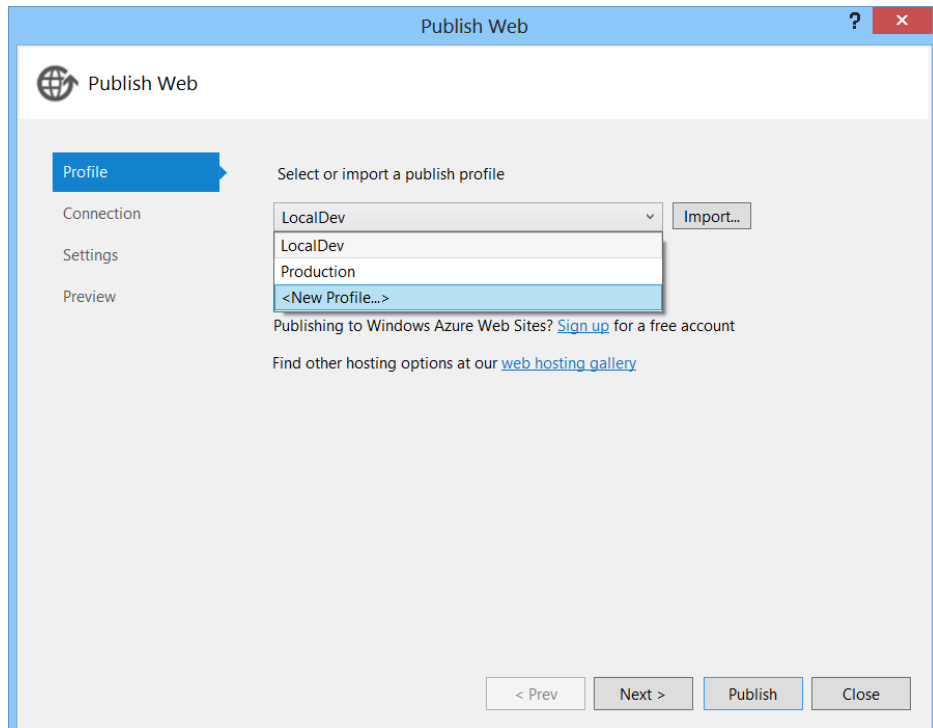 Publish Web
?
Publish Web
Profile
Connection
Settings
Preview
Select or import a publish profile
LocalDev
Import...
LocalDev
Production
<New Profile...>
Publishing to Windows Azure Web Sites? Sign up for a free account
Find other hosting options at our web hosting gallery
< Prev
Next >
Publish
Close